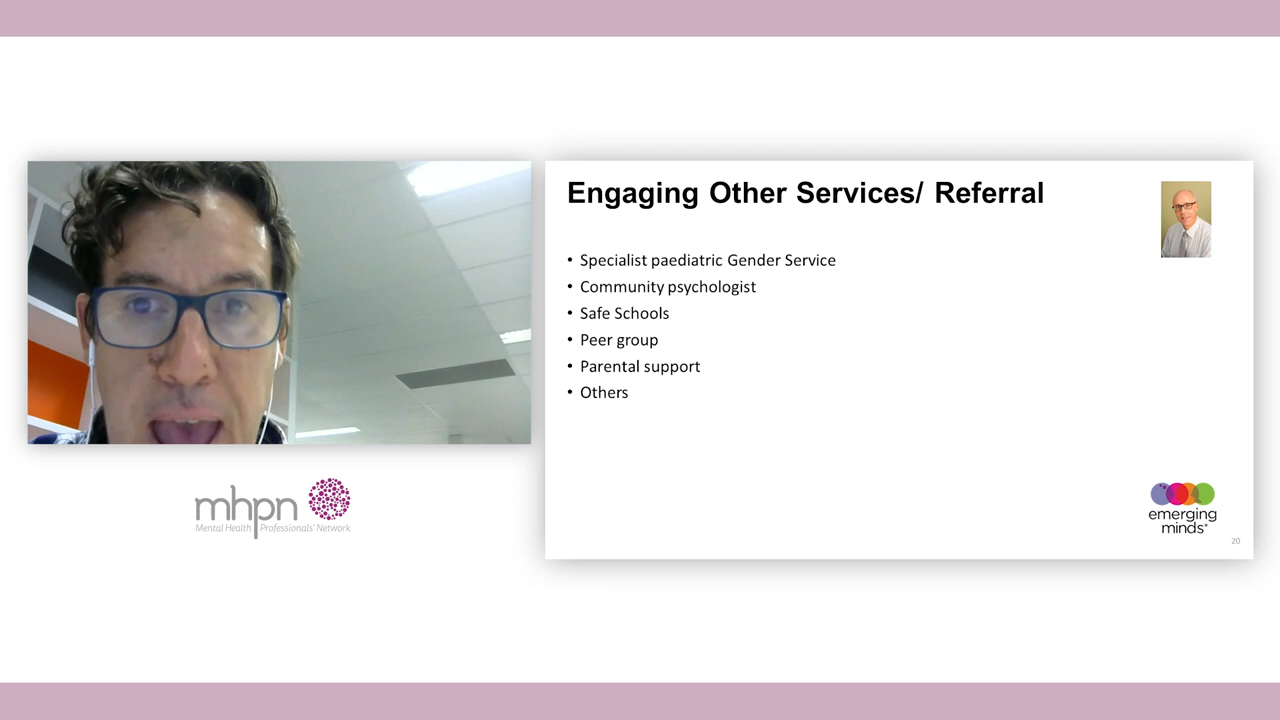 Engaging Other Services/ Referral
• Specialist paediatric Gender Service
• Community psychologist
• Safe Schools
• Peer group
• Parental support
• Others
mhpn
Mental Health Professionals' Network
emerging
minds
20